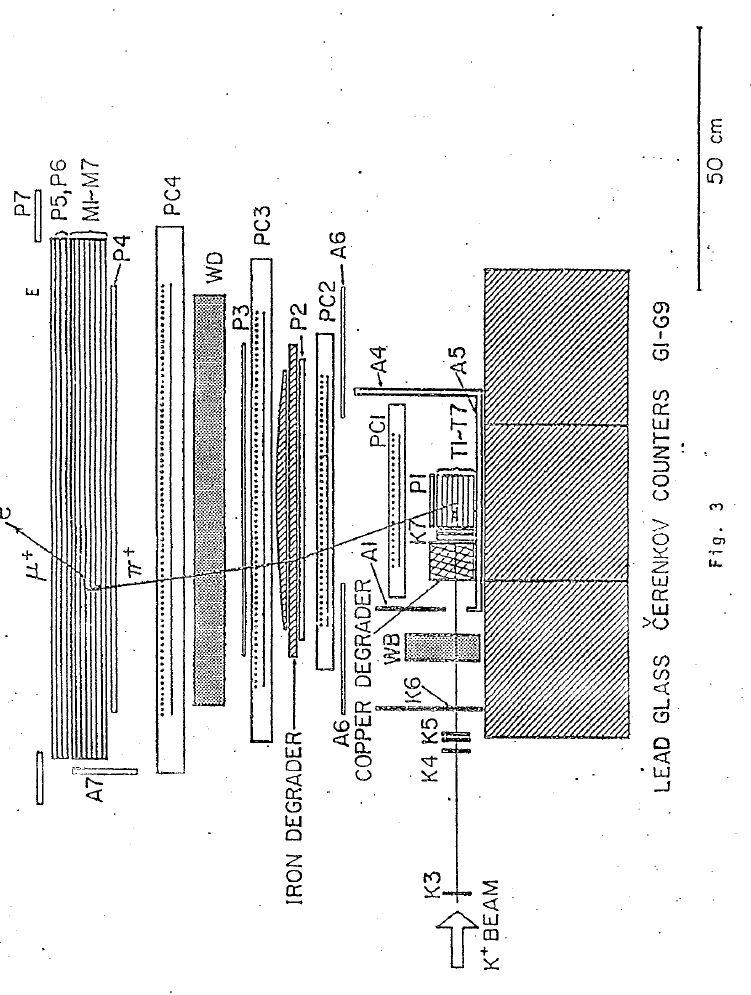 P7
P5,P6
M1~M7
P4
E
PC4
WD
PC3
P3
P2
PC2
A6
A4
A5
PC1
T1~T7
P1
K7
A1
e
μ+
π+
A7
IRON DEGRADER
A6
COPPER DEGRADER
WB
K6
K5
K4
K3
K+ BEAM
LEAD GLASS ČERENKOV COUNTERS G1-G9
50 cm
Fig. 3